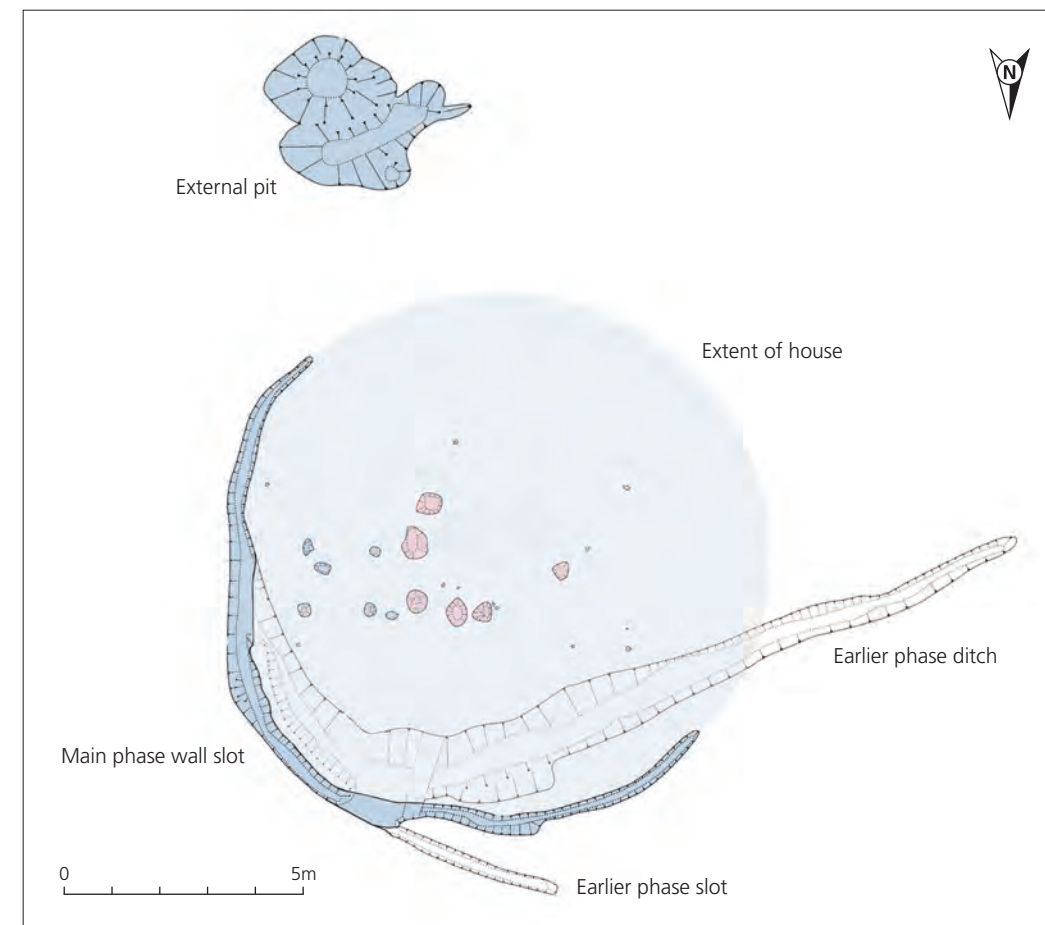 N
External pit
Extent of house
Earlier phase ditch
Main phase wall slot
0 5m
Earlier phase slot